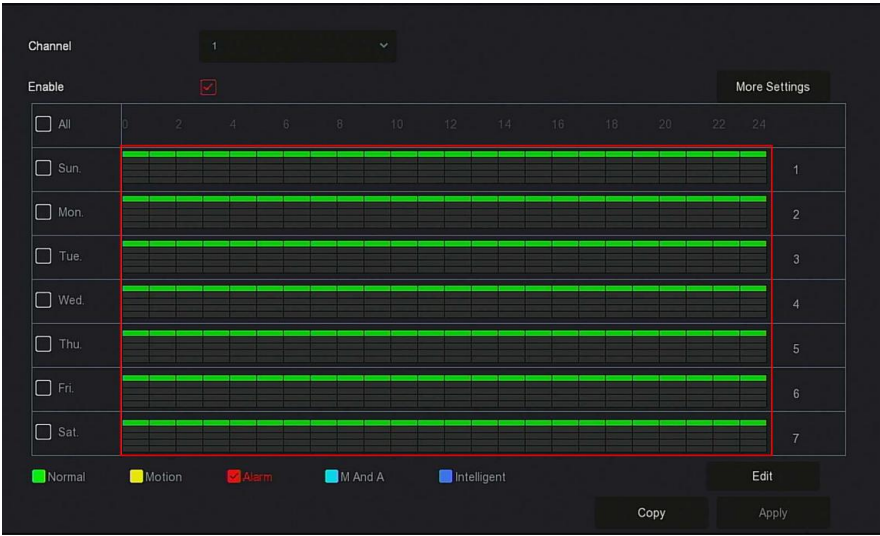 Channel 1
Enable More Settings
All 0 2 4 6 8 10 12 14 16 18 20 22 24
Sun. 1
Mon. 2
Tue. 3
Wed. 4
Thu. 5
Fri. 6
Sat. 7
Normal Motion Alarm M And A Intelligent Edit
Copy Apply